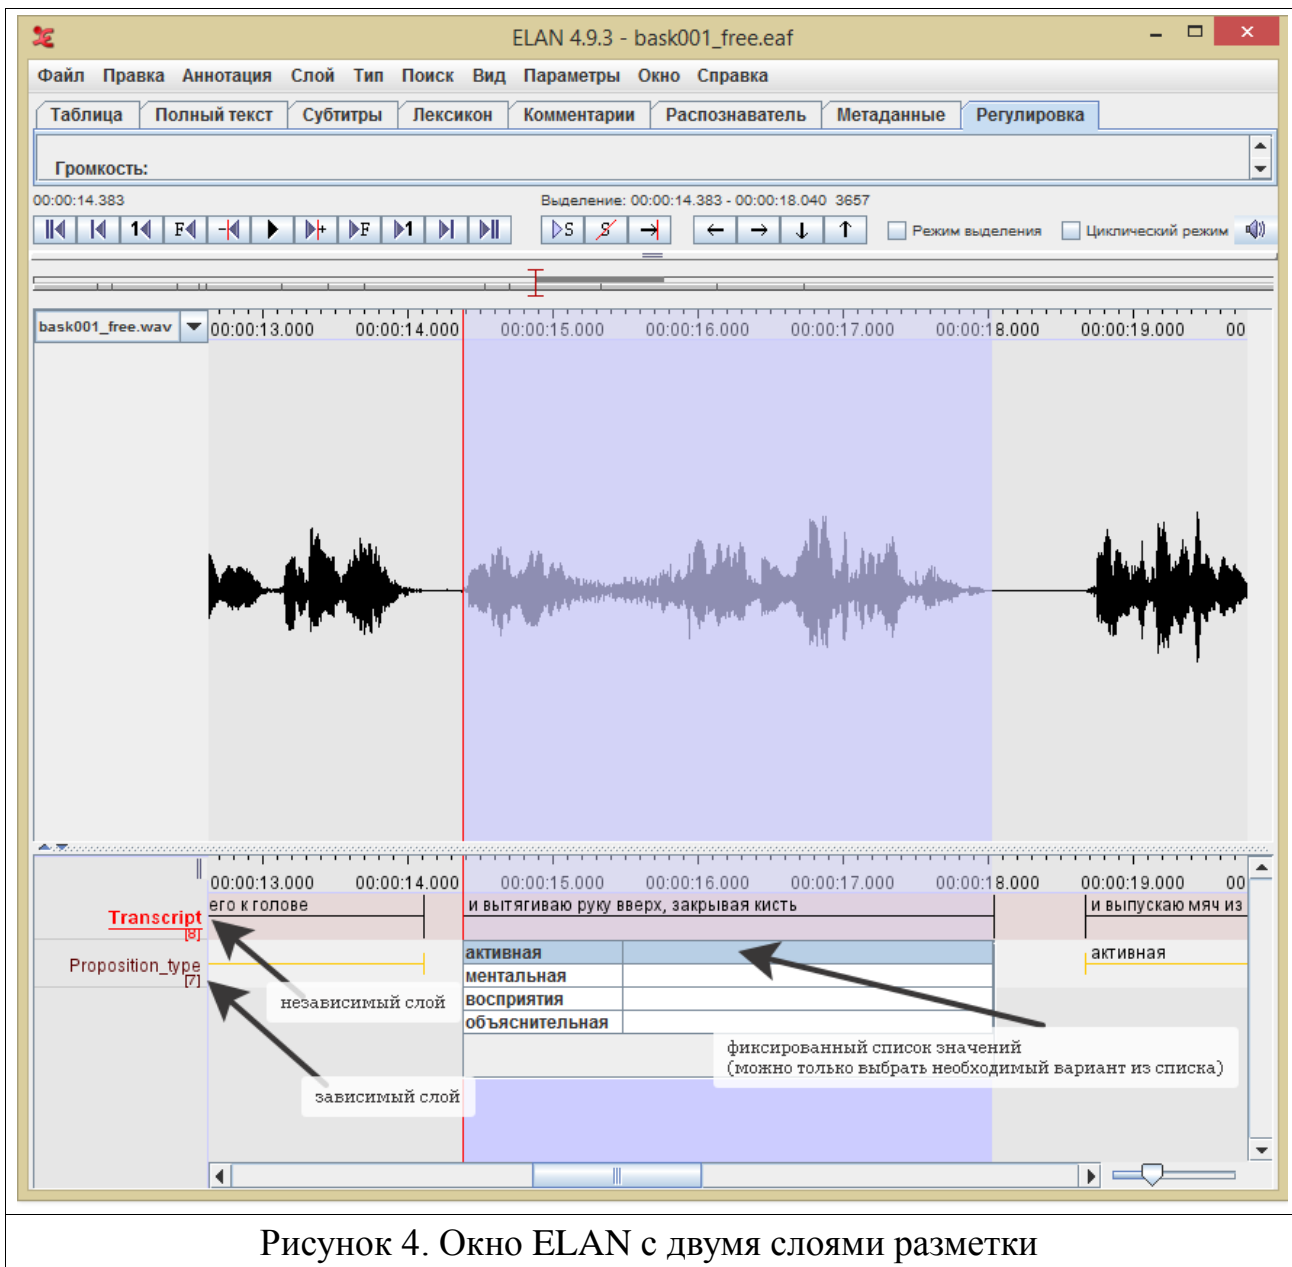 ELAN 4.9.3 - bask001_free.eaf
Файл Правка Аннотация Слой Тип Поиск Вид Параметры Окно Справка
Таблица Полный текст Субтитры Лексикон Комментарии Распознаватель Метаданные Регулировка
Громкость:
00:00:14.383 Выделение: 00:00:14.383 - 00:00:18.040 3657
1 F F 1 S S Режим выделения Циклический режим
bask001_free.wav 00:00:13.000 00:00:14.000 00:00:15.000 00:00:16.000 00:00:17.000 00:00:18.000 00:00:19.000 00
00:00:13.000 00:00:14.000 00:00:15.000 00:00:16.000 00:00:17.000 00:00:18.000 00:00:19.000 00
его к голове и вытягиваю руку вверх, закрывая кисть и выпускаю мяч из
Transcript
[8]
активная активная
Proposition_type
[7]
ментальная
независимый слой
восприятия
объяснительная
фиксированный список значений
(можно только выбрать необходимый вариант из списка)
зависимый слой
Рисунок 4. Окно ELAN с двумя слоями разметки